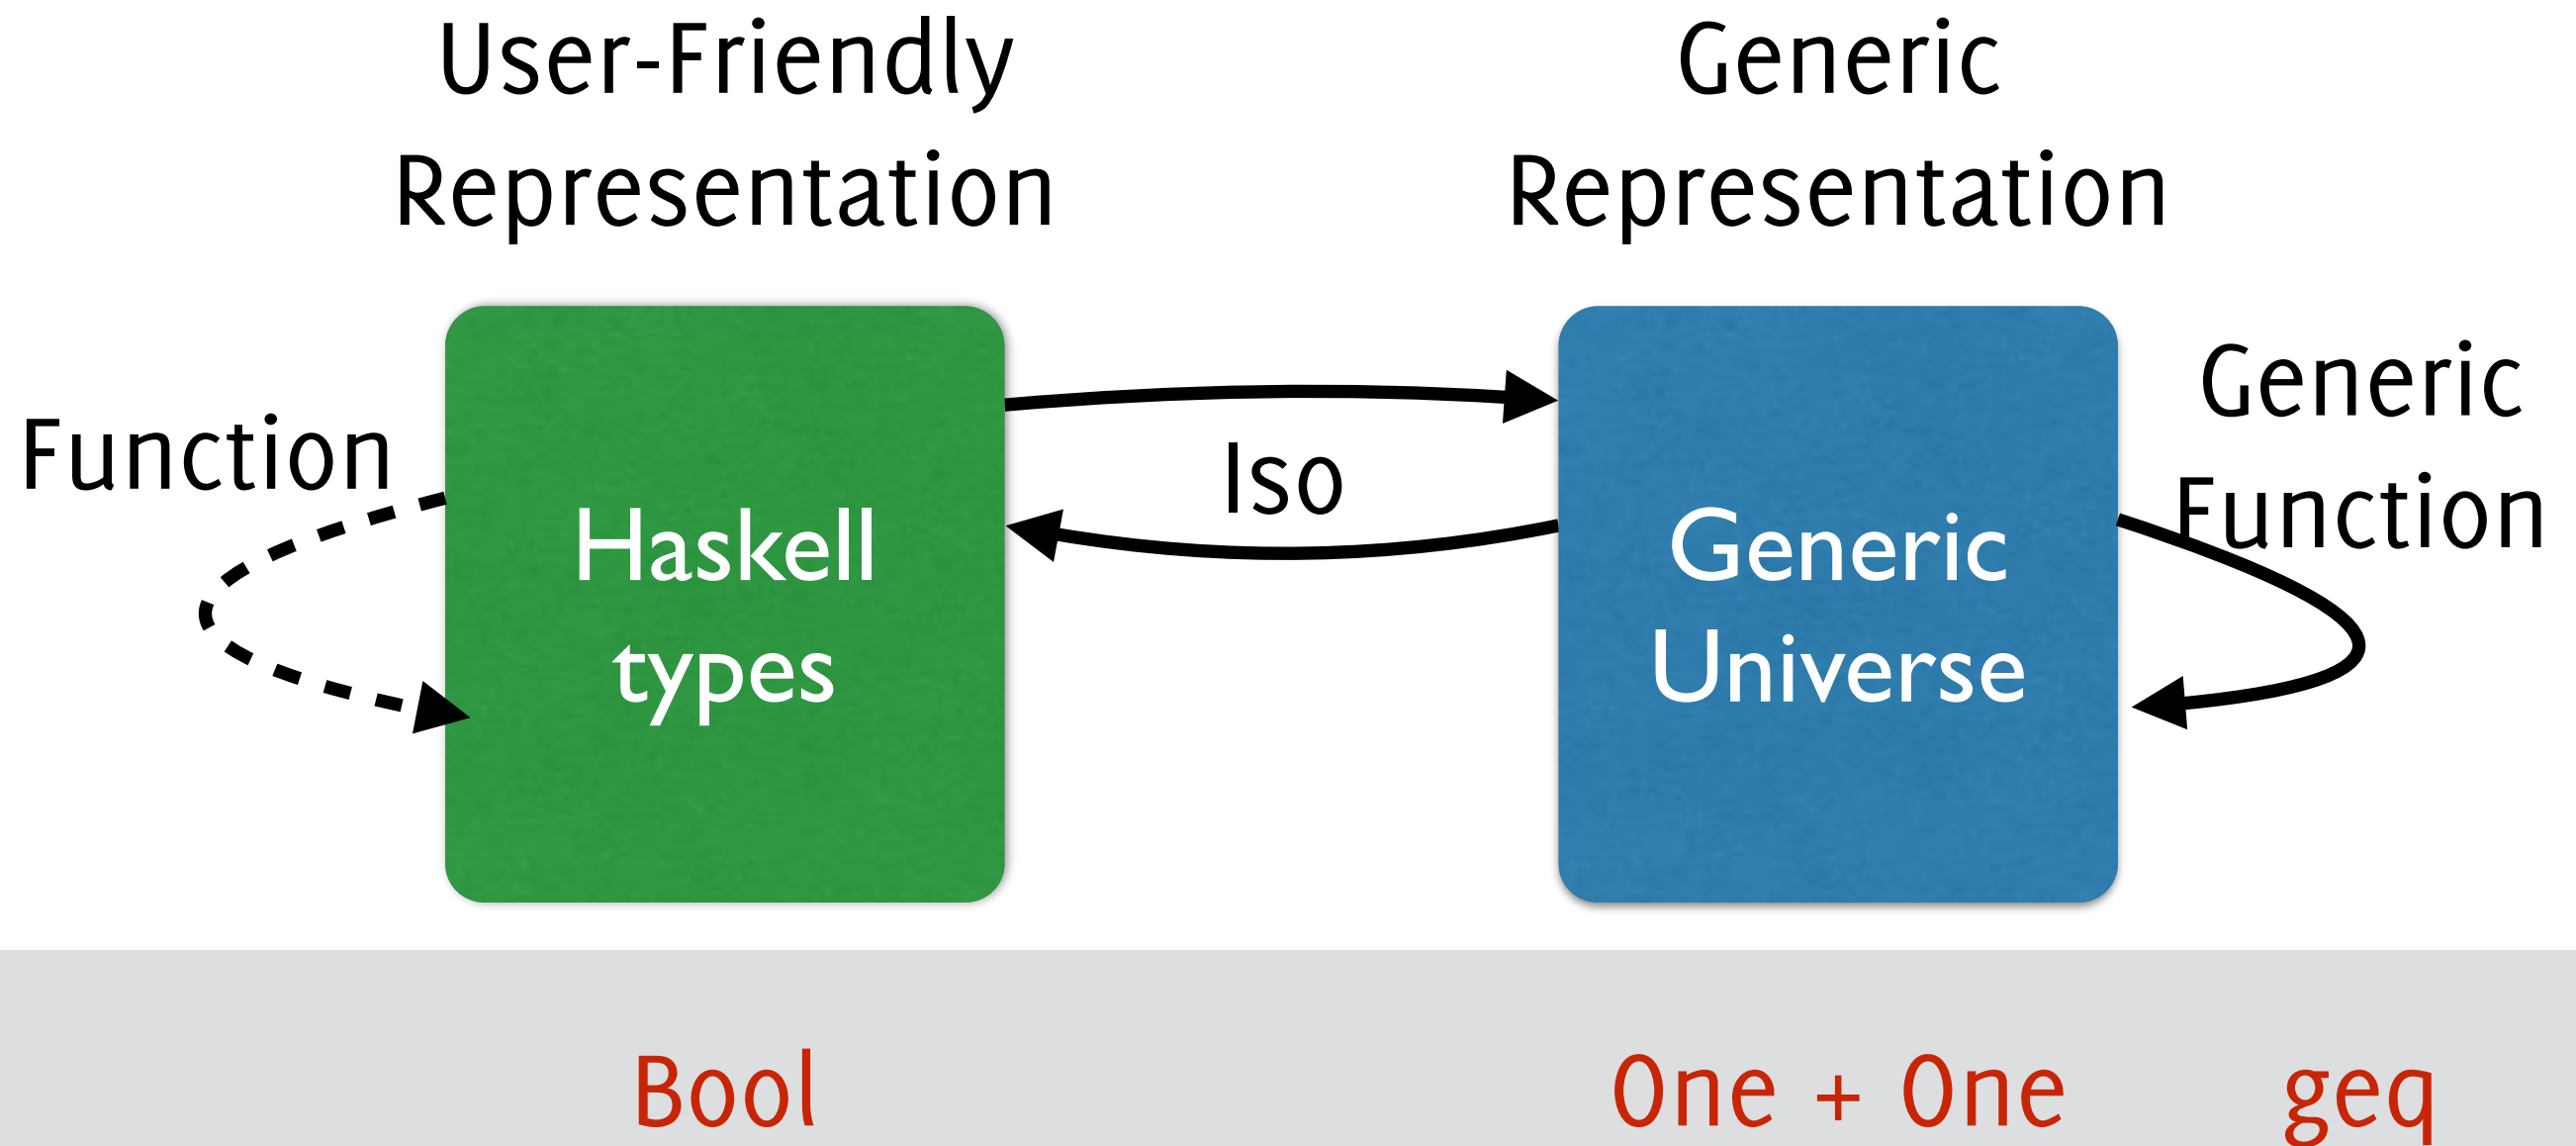 User-Friendly
Representation
Generic
Representation
Function
Haskell
types
Iso
Generic
Universe
Generic
Function
Bool
One + One
geq